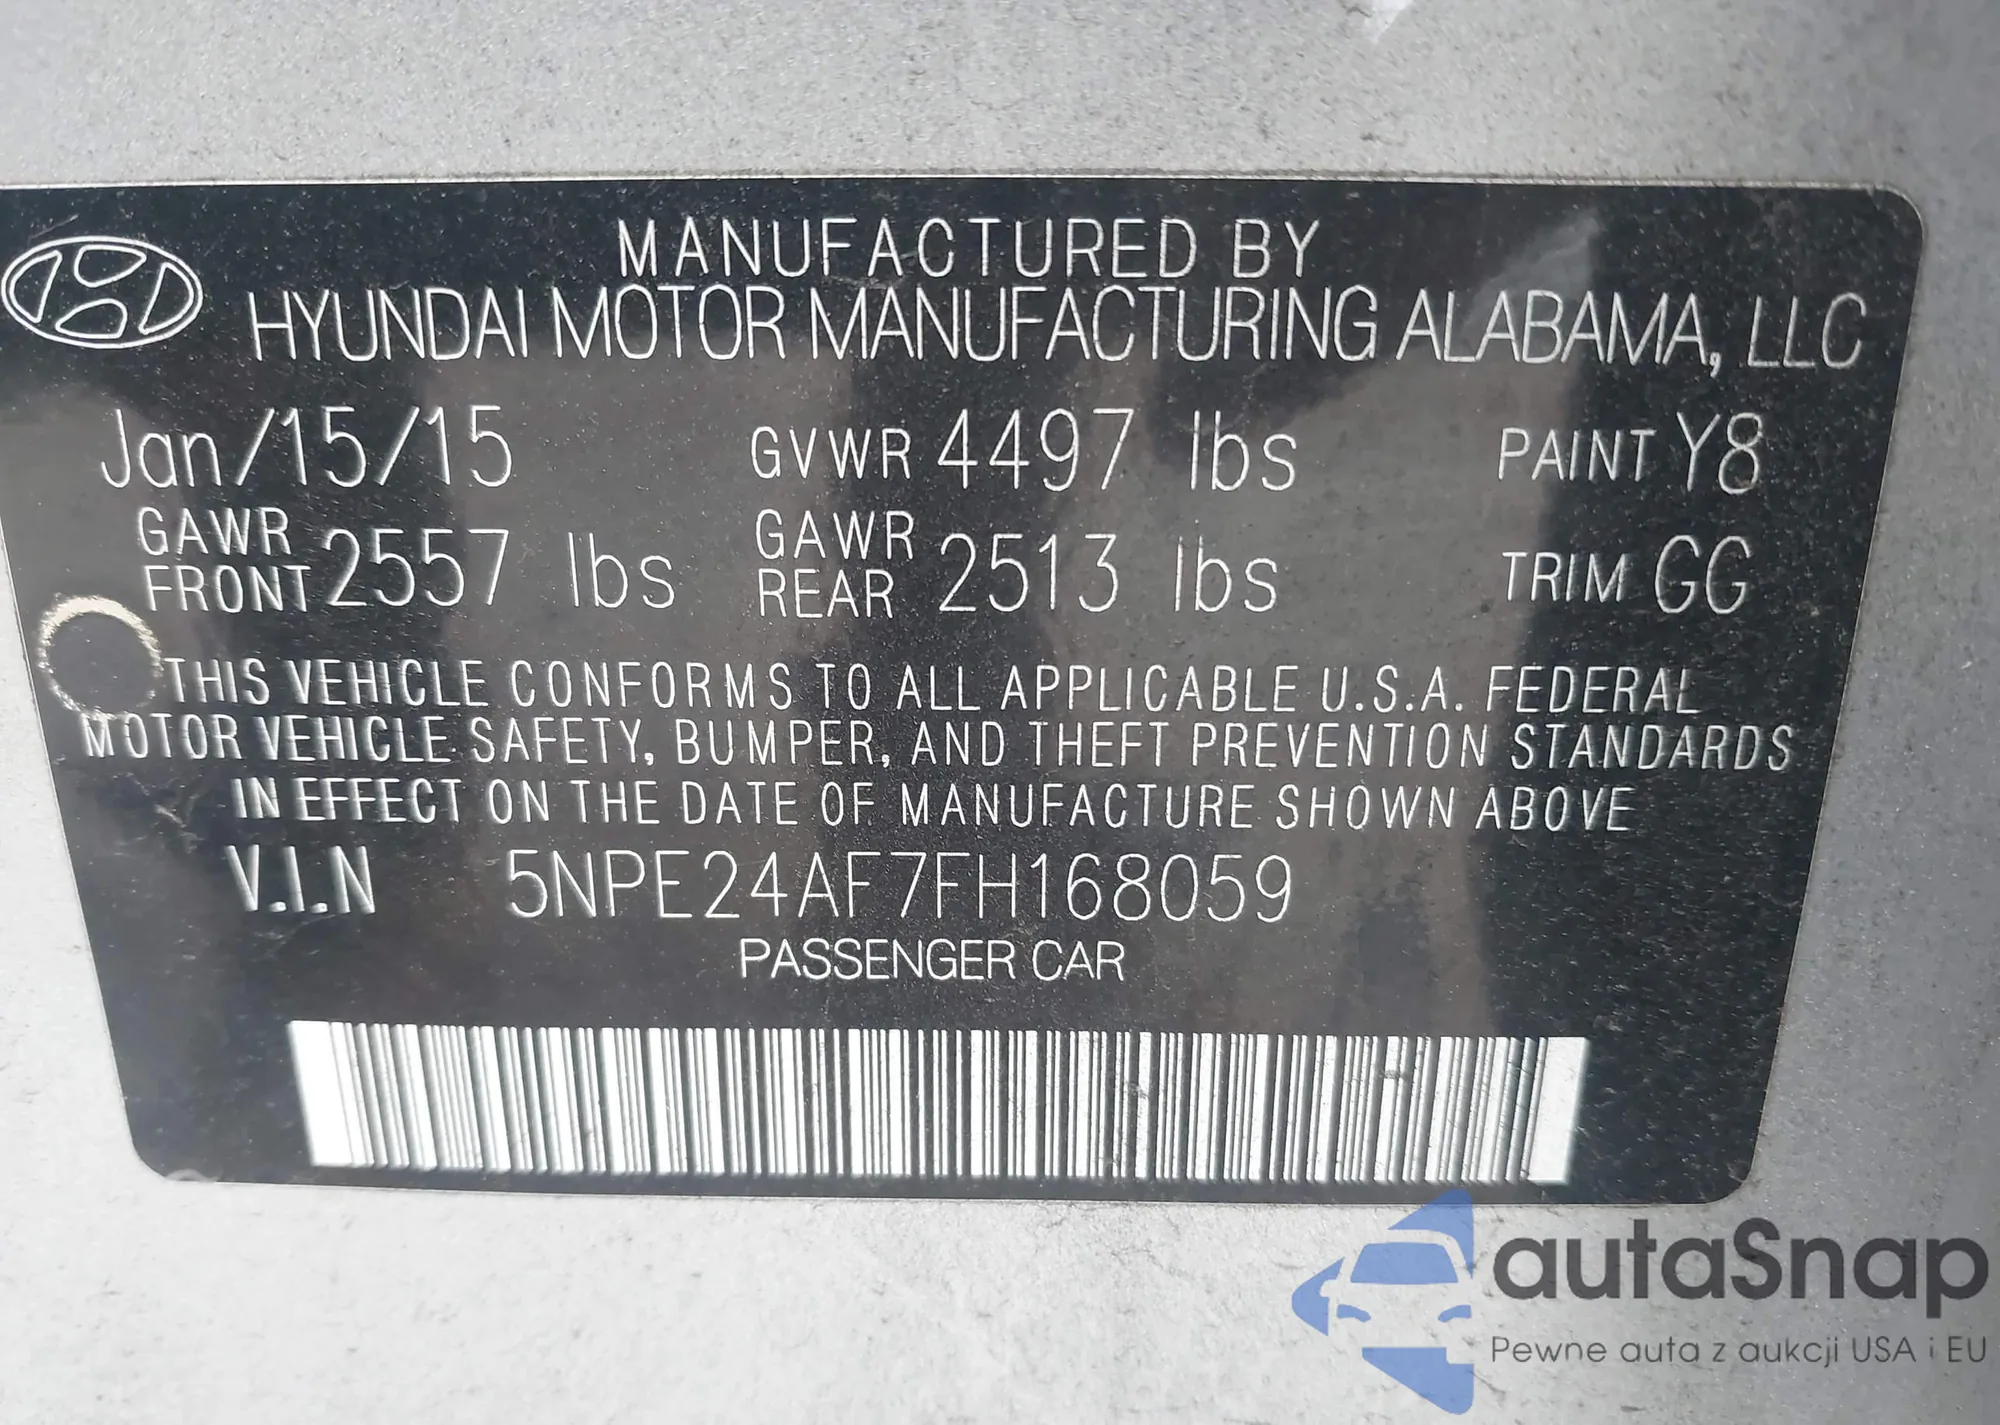 MANUFACTURED BY
HYUNDAI MOTOR MANUFACTURING ALABAMA, LLC
Jan/15/15 GVWR 4497 lbs PAINT Y8
GAWR FRONT 2557 lbs GAWR REAR 2513 lbs TRIM GG
THIS VEHICLE CONFORMS TO ALL APPLICABLE U.S.A. FEDERAL
MOTOR VEHICLE SAFETY, BUMPER, AND THEFT PREVENTION STANDARDS
IN EFFECT ON THE DATE OF MANUFACTURE SHOWN ABOVE
V.I.N 5NPE24AF7FH168059
PASSENGER CAR
autaSnap
Pewne auta z aukcji USA i EU